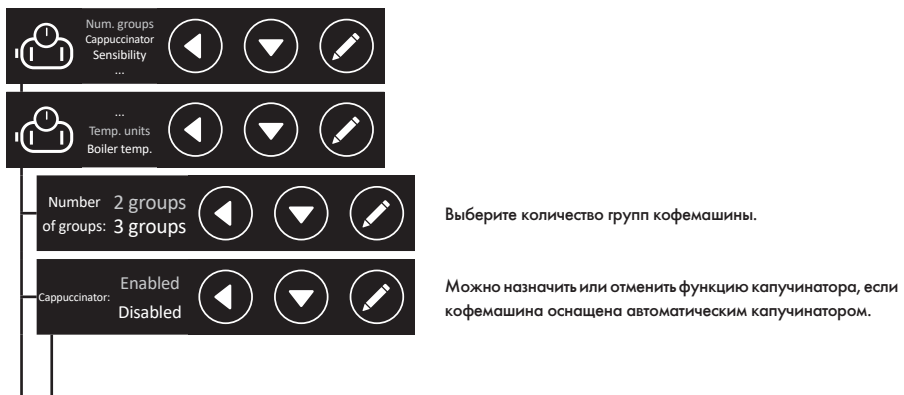 Num. groups
Cappuccinator
Sensibility
...
...
Temp. units
Boiler temp.
Number
of groups:
2 groups
3 groups
Выберите количество групп кофемашины.
Cappuccinator:
Enabled
Disabled
Можно назначить или отменить функцию капучинатора, если
кофемашина оснащена автоматическим капучинатором.